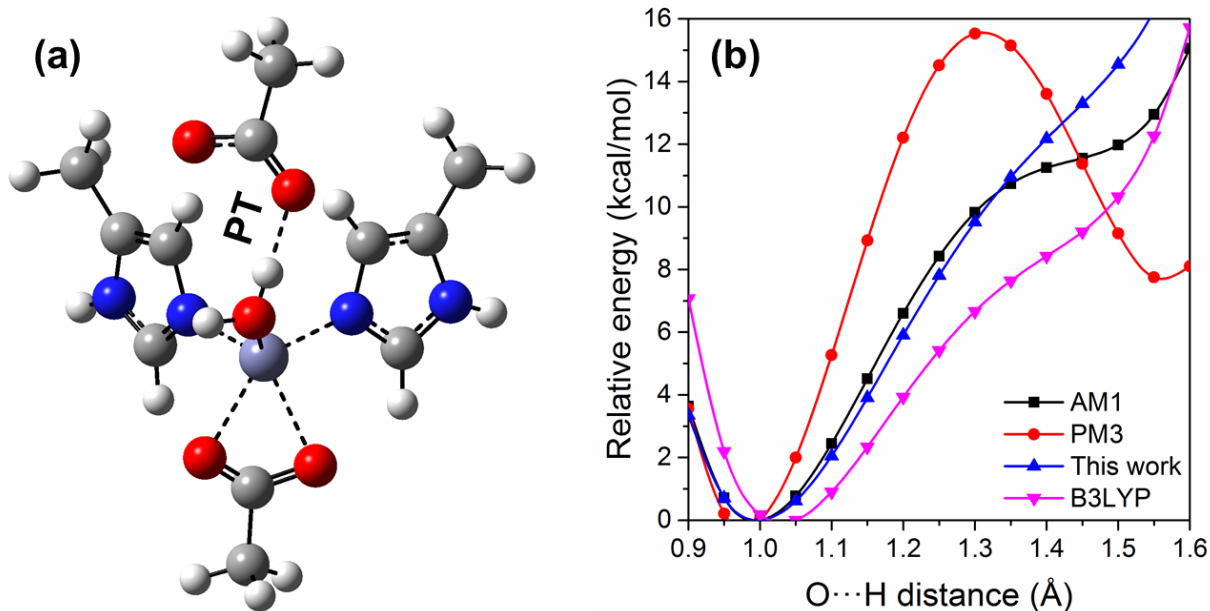 (a)
PT
(b)
Relative energy (kcal/mol)
16
14
12
10
8
6
4
2
0
AM1
PM3
This work
B3LYP
0.9 1.0 1.1 1.2 1.3 1.4 1.5 1.6
O···H distance (Å)